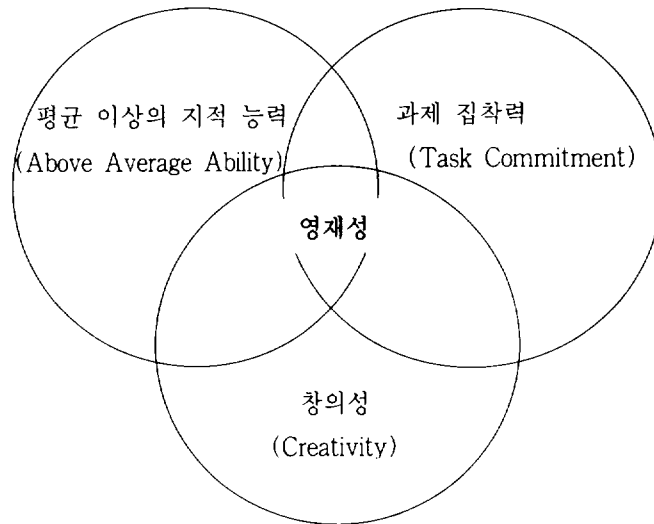 평균 이상의 지적 능력
(Above Average Ability)
과제 집착력
(Task Commitment)
영재성
창의성
(Creativity)